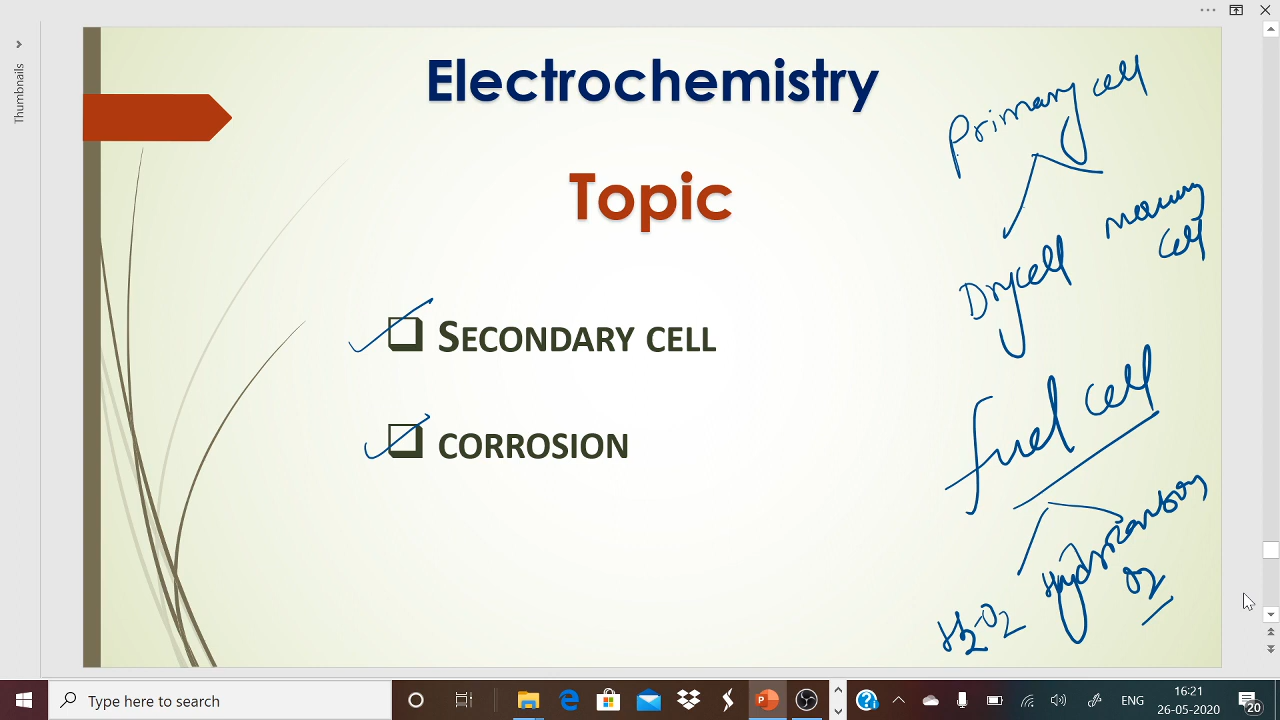 Thumbnails
Electrochemistry
Topic
SECONDARY CELL
CORROSION
Primary cell
Drycell
cell
fuel cell
H2-O2
Hydrocarbon
O2
Type here to search
ENG
16:21
26-05-2020
20